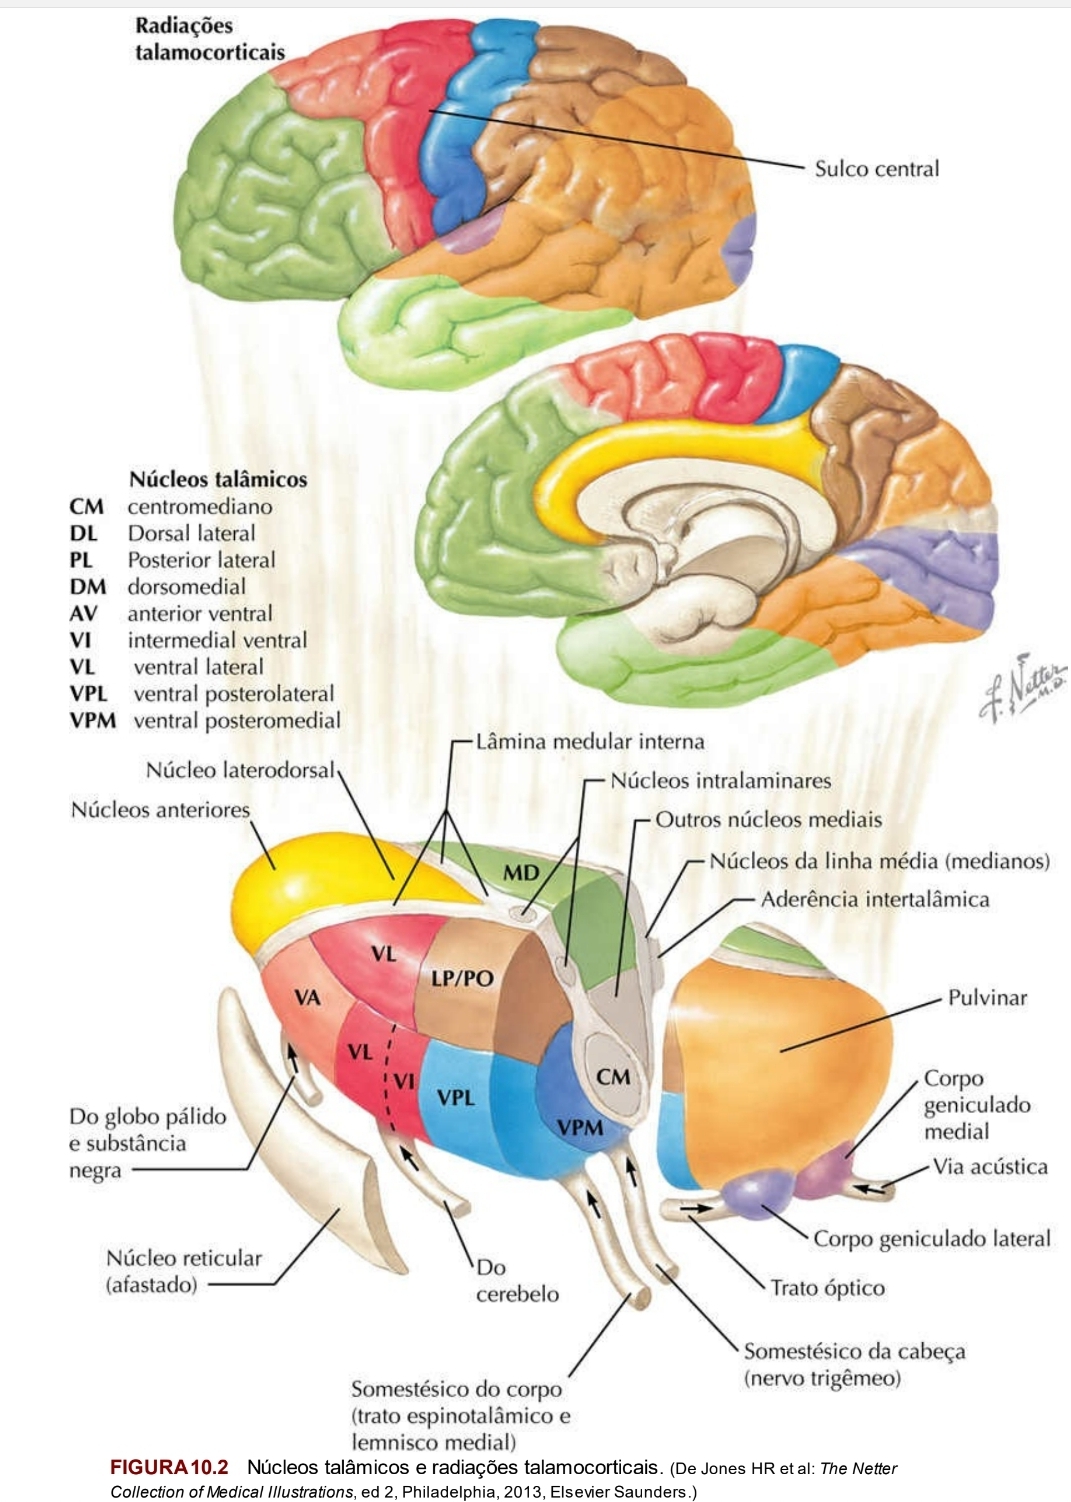 Radiações
talamocorticais
Sulco central
Núcleos talâmicos
CM centromediano
DL Dorsal lateral
PL Posterior lateral
DM dorsomedial
AV anterior ventral
VI intermedial ventral
VL ventral lateral
VPL ventral posterolateral
VPM ventral posteromedial
F. Netter
M.D.
Lâmina medular interna
Núcleo laterodorsal
Núcleos intralaminares
Núcleos anteriores
Outros núcleos mediais
Núcleos da linha média (medianos)
Aderência intertalâmica
MD
VL
LP/PO
VA
Pulvinar
VL
VI
VPL
CM
VPM
Corpo
geniculado
medial
Do globo pálido
e substância
negra
Via acústica
Corpo geniculado lateral
Núcleo reticular
(afastado)
Do
cerebelo
Trato óptico
Somestésico da cabeça
(nervo trigêmeo)
Somestésico do corpo
(trato espinotalâmico e
lemnisco medial)
FIGURA 10.2 Núcleos talâmicos e radiações talamocorticais. (De Jones HR et al: The Netter
Collection of Medical Illustrations, ed 2, Philadelphia, 2013, Elsevier Saunders.)